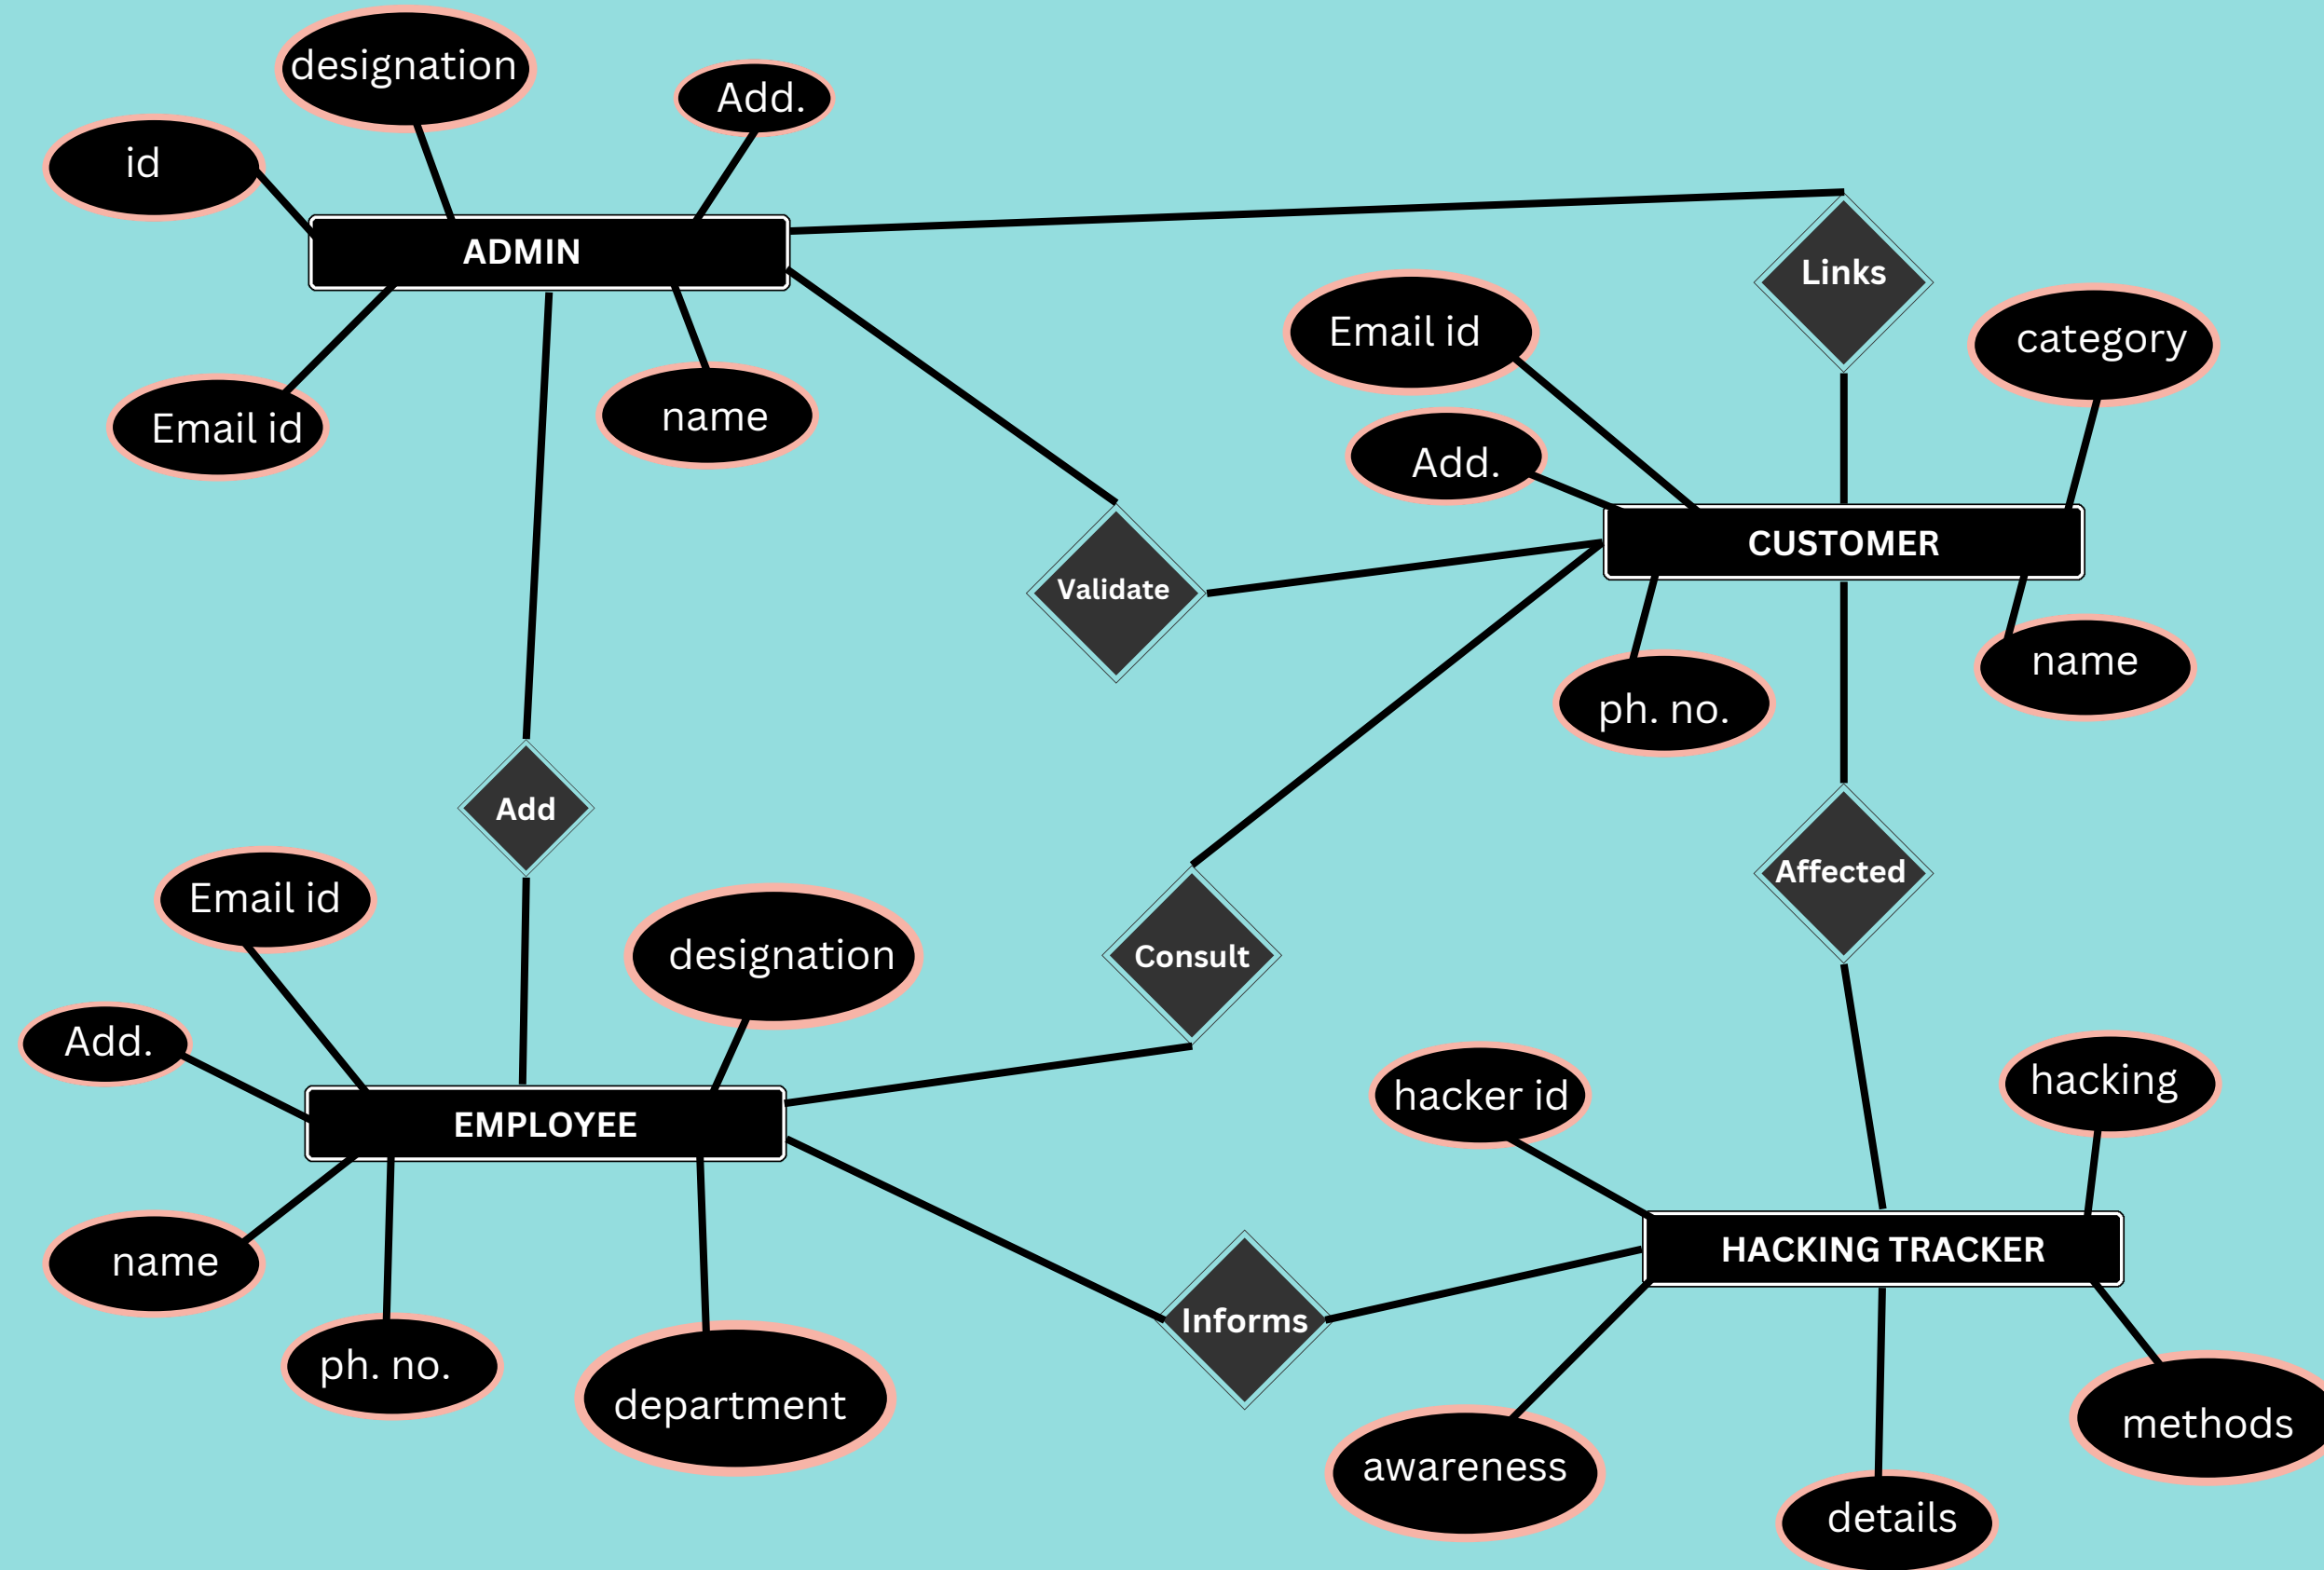 designation
Add.
id
ADMIN
Links
Email id
category
name
Email id
Add.
CUSTOMER
Validate
name
ph. no.
Add
Affected
Email id
designation
Consult
Add.
hacking
hacker id
EMPLOYEE
HACKING TRACKER
name
Informs
ph. no.
department
methods
awareness
details